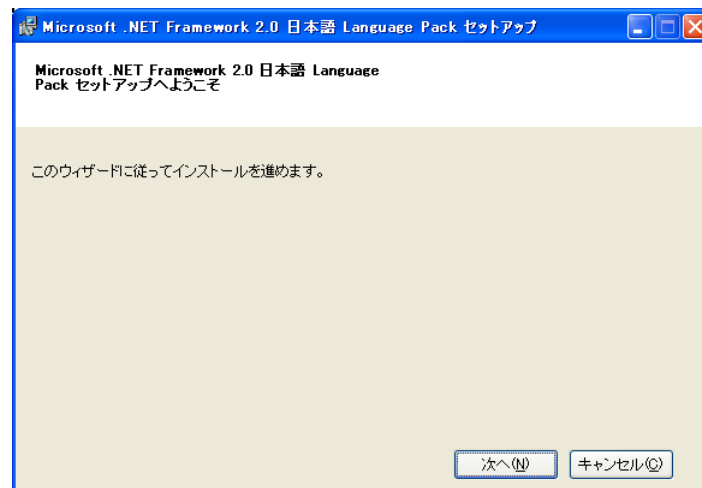 Microsoft .NET Framework 2.0 日本語 Language Pack セットアップ
Microsoft .NET Framework 2.0 日本語 Language
Pack セットアップへようこそ
このウィザードに従ってインストールを進めます。
次へ(N)
キャンセル(C)